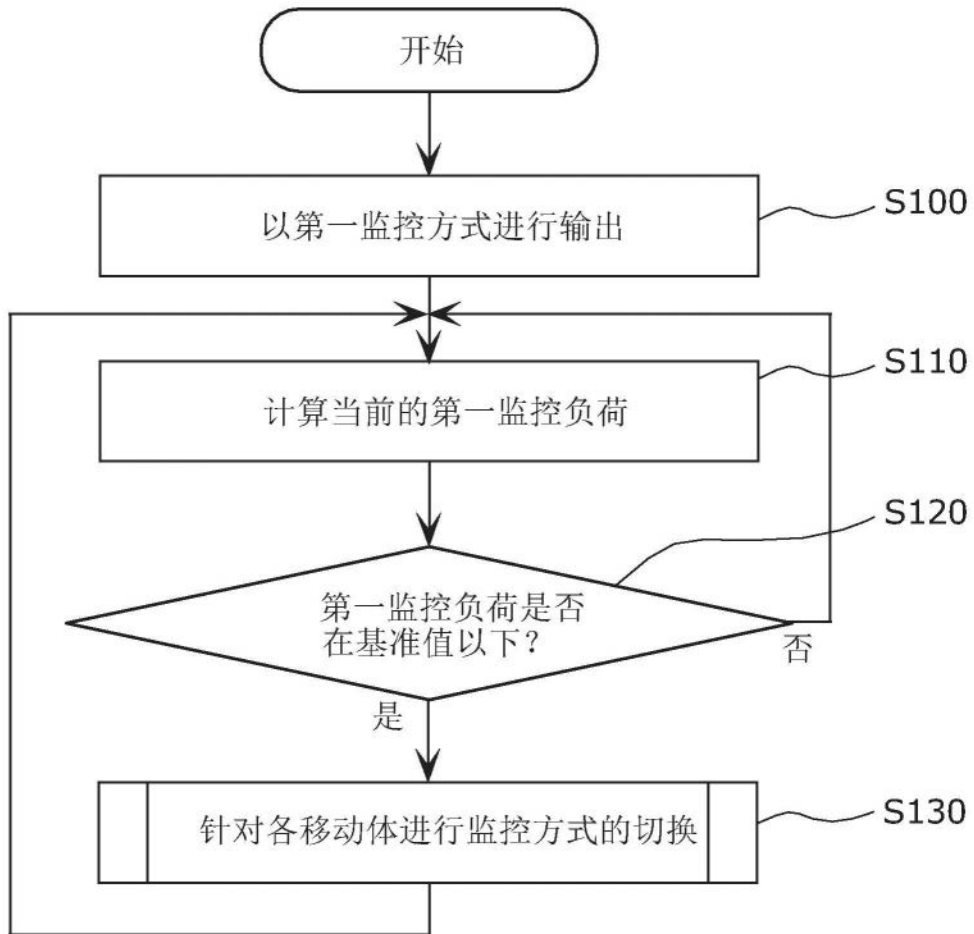 开始
以第一监控方式进行输出
S100
计算当前的第一监控负荷
S110
S120
第一监控负荷是否
在基准值以下？
否
是
针对各移动体进行监控方式的切换
S130